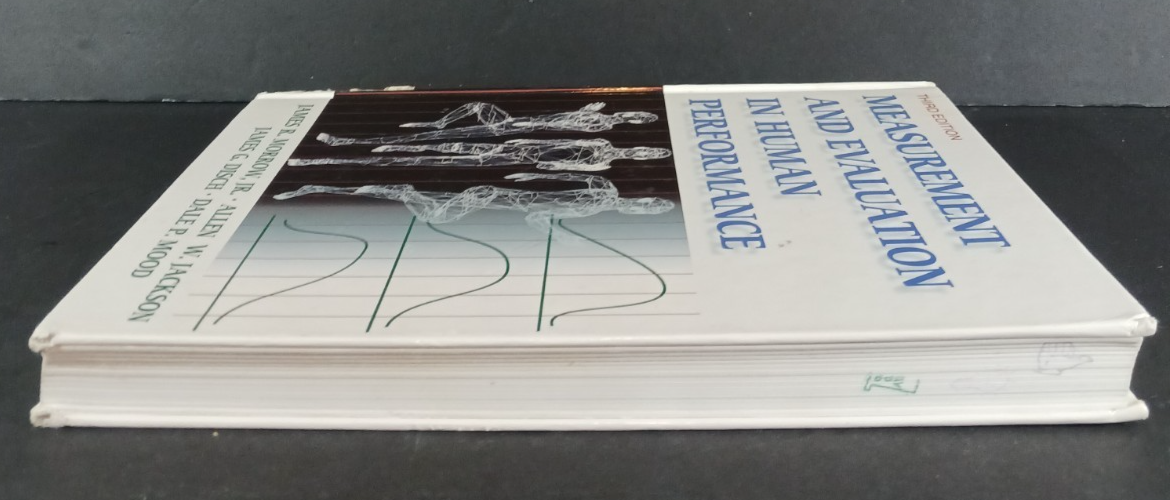 THIRD EDITION
MEASUREMENT
AND EVALUATION
IN HUMAN
PERFORMANCE
JAMES R. MORROW, JR. · ALLEN W. JACKSON
JAMES G. DISCH · DALE P. MOOD